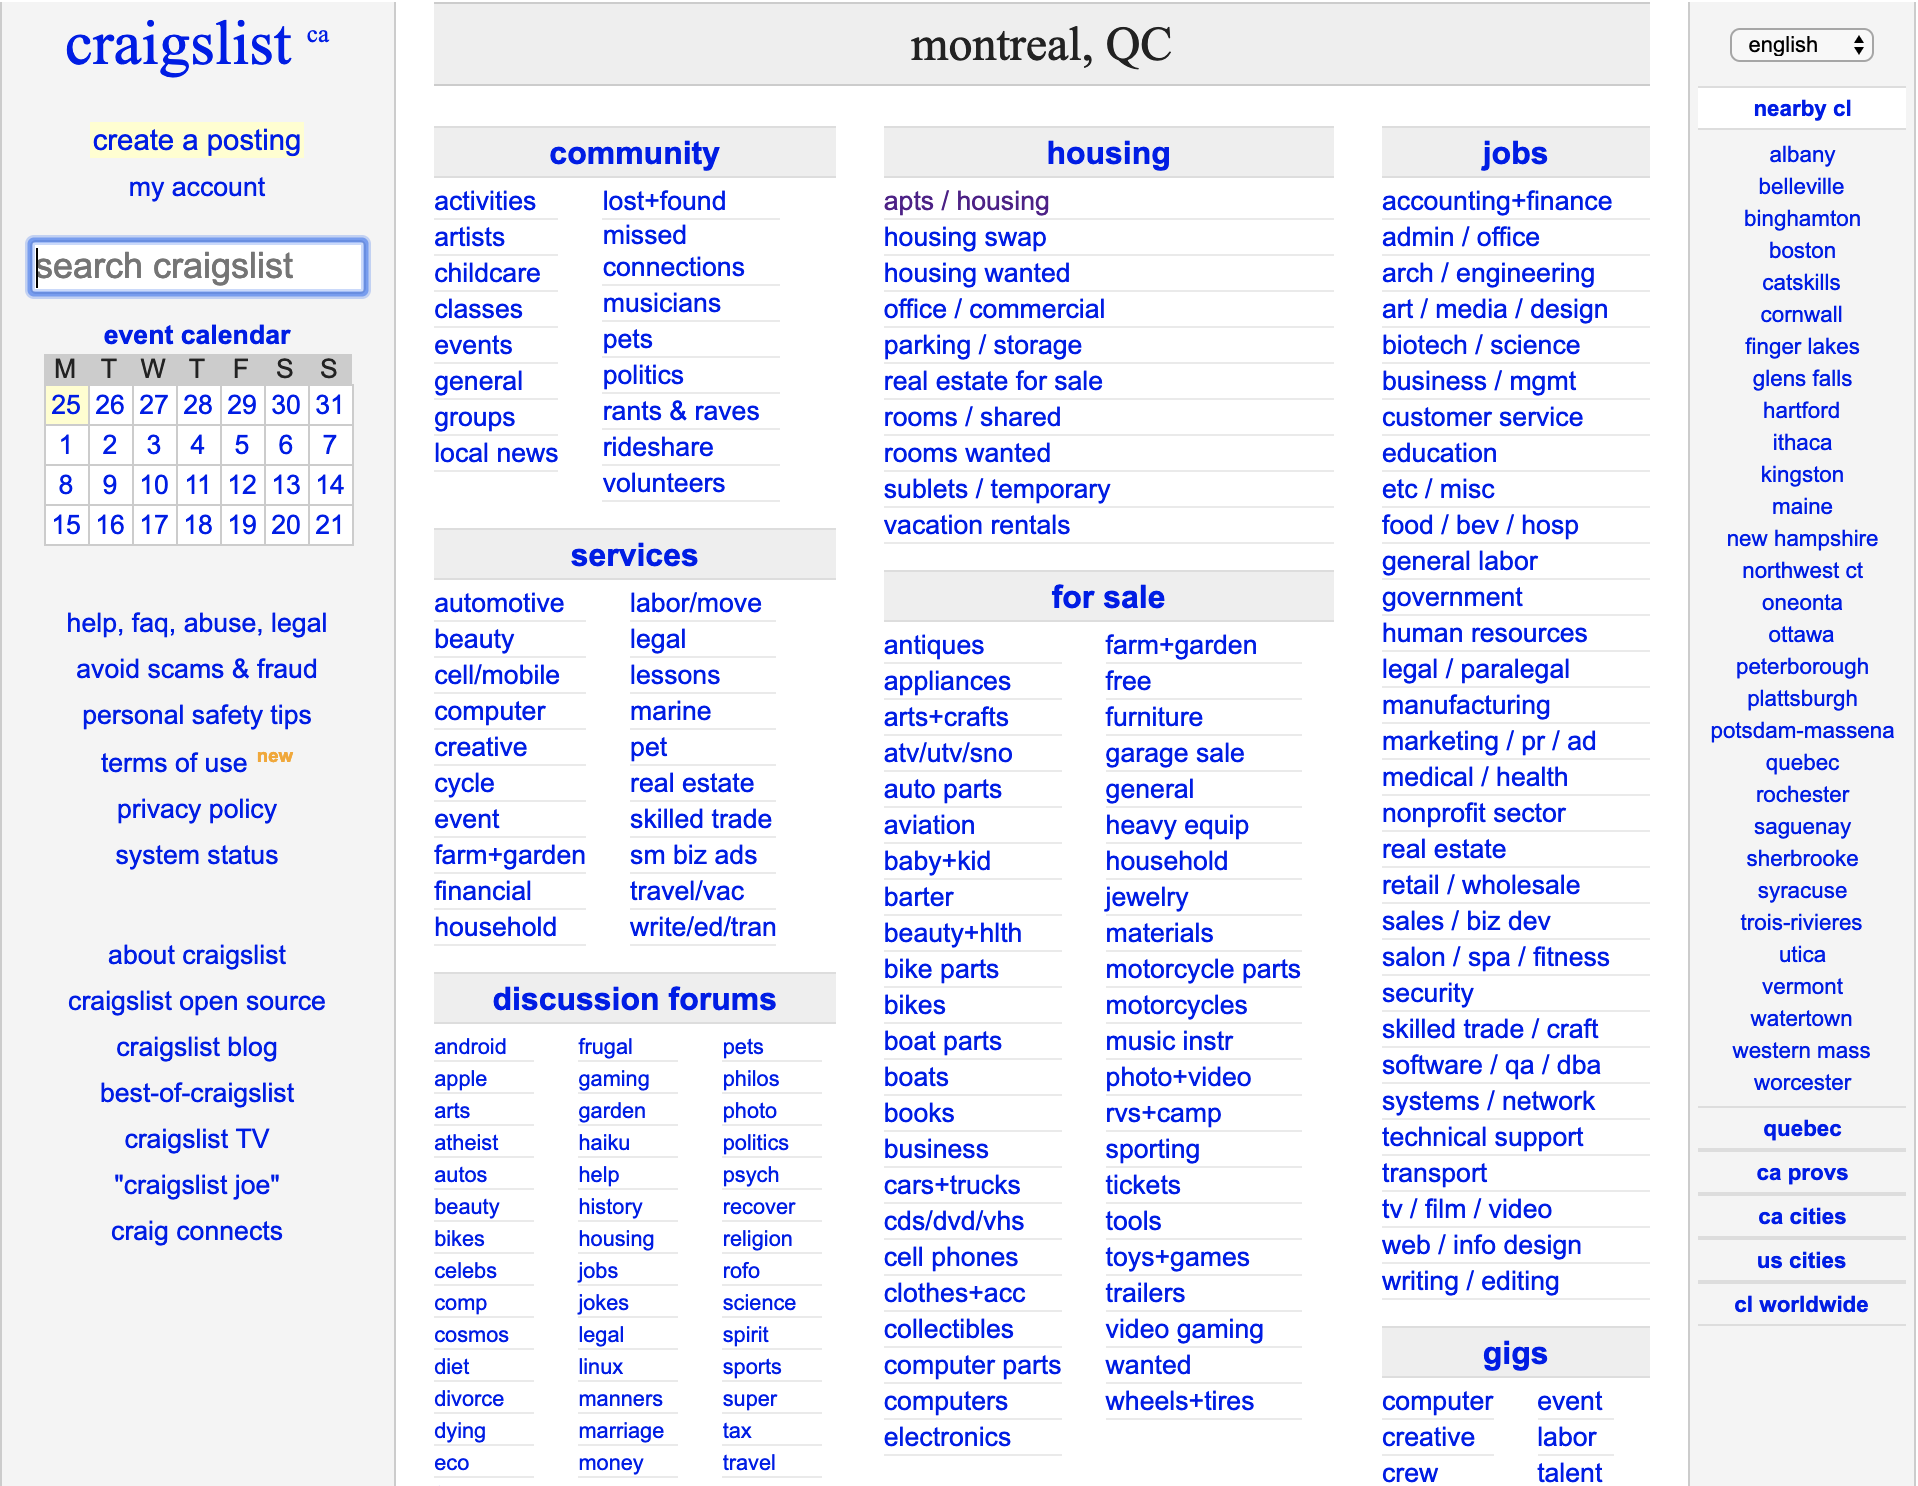 craigslist ca
create a posting
my account
search craigslist
event calendar
M T W T F S S
25 26 27 28 29 30 31
1 2 3 4 5 6 7
8 9 10 11 12 13 14
15 16 17 18 19 20 21
help, faq, abuse, legal
avoid scams & fraud
personal safety tips
terms of use new
privacy policy
system status
about craigslist
craigslist open source
craigslist blog
best-of-craigslist
craigslist TV
"craigslist joe"
craig connects
montreal, QC
community
activities
artists
childcare
classes
events
general
groups
local news
lost+found
missed
connections
musicians
pets
politics
rants & raves
rideshare
volunteers
services
automotive
beauty
cell/mobile
computer
creative
cycle
event
farm+garden
financial
household
labor/move
legal
lessons
marine
pet
real estate
skilled trade
sm biz ads
travel/vac
write/ed/tran
discussion forums
android
apple
arts
atheist
autos
beauty
bikes
celebs
comp
cosmos
diet
divorce
dying
eco
frugal
gaming
garden
haiku
help
history
housing
jobs
jokes
legal
linux
manners
marriage
money
pets
philos
photo
politics
psych
recover
religion
rofo
science
spirit
sports
super
tax
travel
housing
apts / housing
housing swap
housing wanted
office / commercial
parking / storage
real estate for sale
rooms / shared
rooms wanted
sublets / temporary
vacation rentals
for sale
antiques
appliances
arts+crafts
atv/utv/sno
auto parts
aviation
baby+kid
barter
beauty+hlth
bike parts
bikes
boat parts
boats
books
business
cars+trucks
cds/dvd/vhs
cell phones
clothes+acc
collectibles
computer parts
computers
electronics
farm+garden
free
furniture
garage sale
general
heavy equip
household
jewelry
materials
motorcycle parts
motorcycles
music instr
photo+video
rvs+camp
sporting
tickets
tools
toys+games
trailers
video gaming
wanted
wheels+tires
jobs
accounting+finance
admin / office
arch / engineering
art / media / design
biotech / science
business / mgmt
customer service
education
etc / misc
food / bev / hosp
general labor
government
human resources
legal / paralegal
manufacturing
marketing / pr / ad
medical / health
nonprofit sector
real estate
retail / wholesale
sales / biz dev
salon / spa / fitness
security
skilled trade / craft
software / qa / dba
systems / network
technical support
transport
tv / film / video
web / info design
writing / editing
gigs
computer
creative
crew
event
labor
talent
english
nearby cl
albany
belleville
binghamton
boston
catskills
cornwall
finger lakes
glens falls
hartford
ithaca
kingston
maine
new hampshire
northwest ct
oneonta
ottawa
peterborough
plattsburgh
potsdam-massena
quebec
rochester
saguenay
sherbrooke
syracuse
trois-rivieres
utica
vermont
watertown
western mass
worcester
quebec
ca provs
ca cities
us cities
cl worldwide